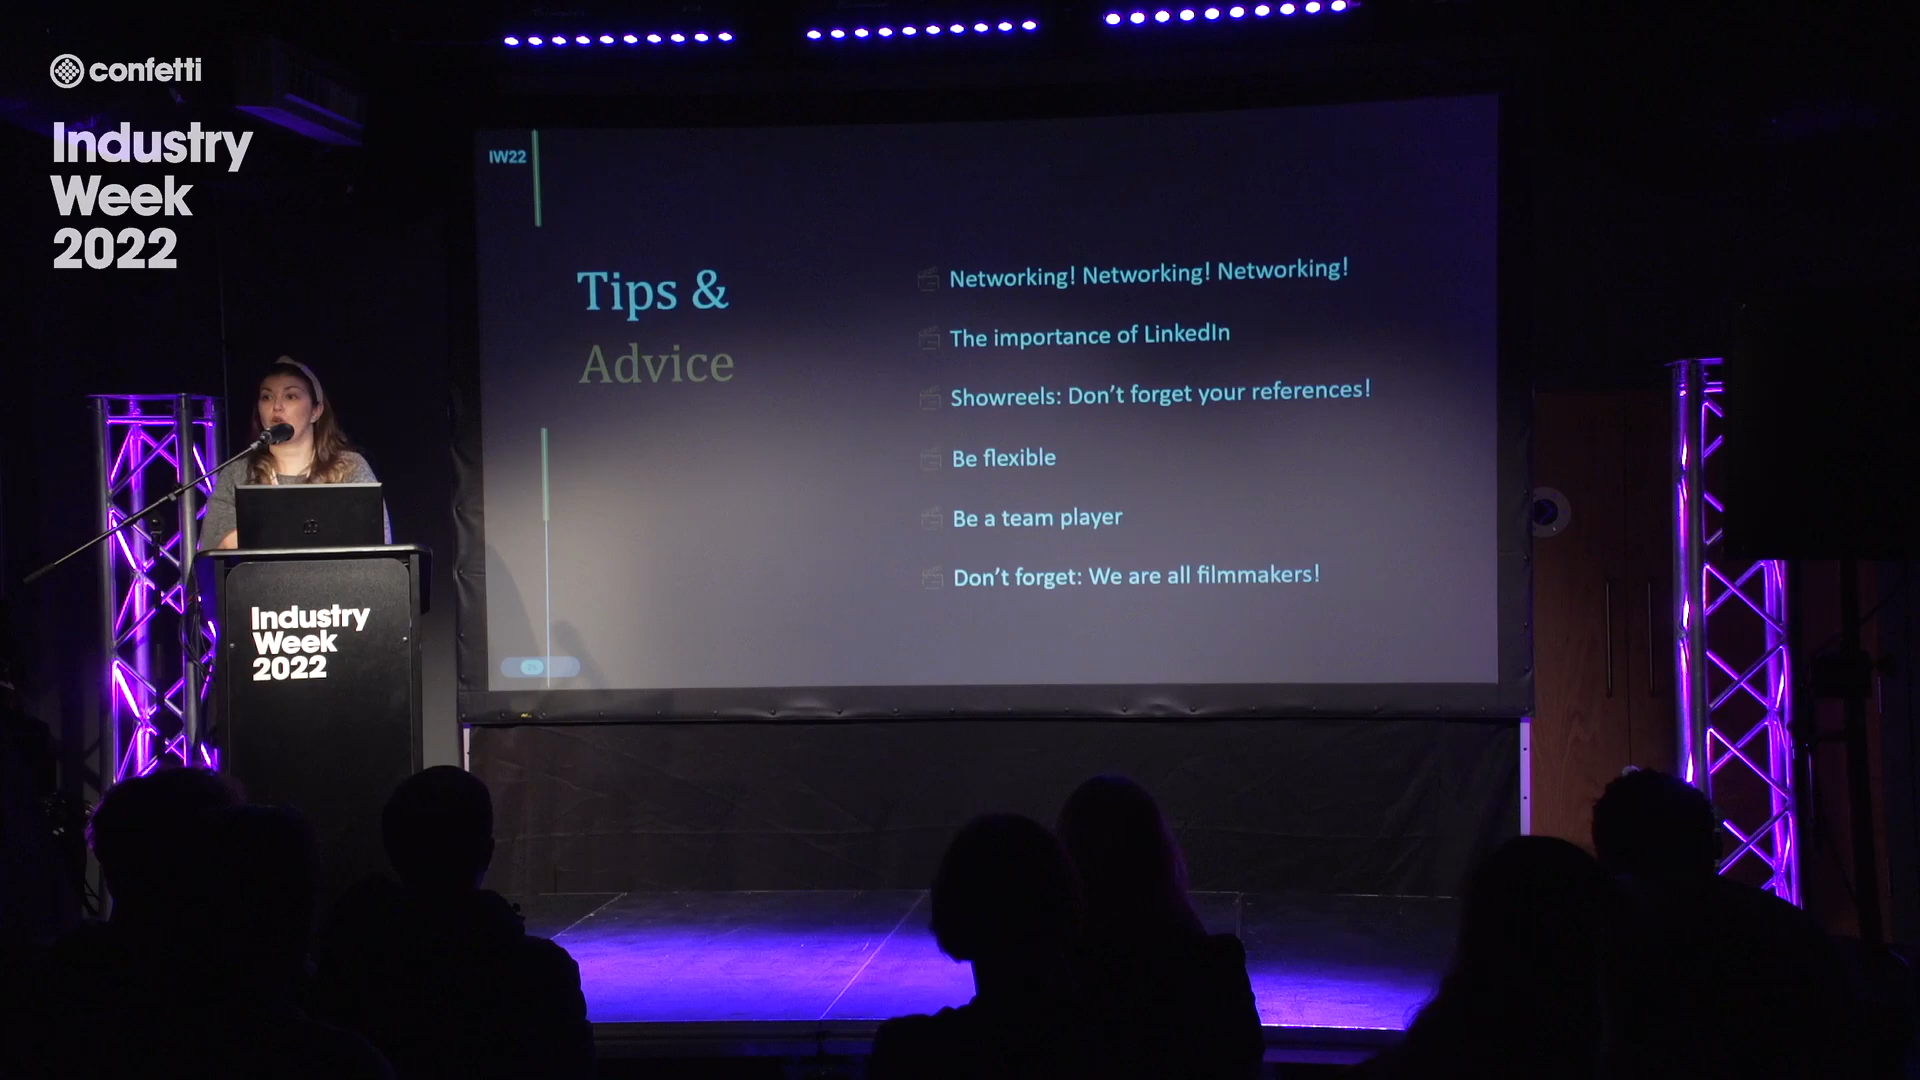 confetti
Industry
Week
2022
IW22
Tips &
Advice
Networking! Networking! Networking!
The importance of LinkedIn
Showreels: Don’t forget your references!
Be flexible
Be a team player
Don’t forget: We are all filmmakers!
Industry
Week
2022